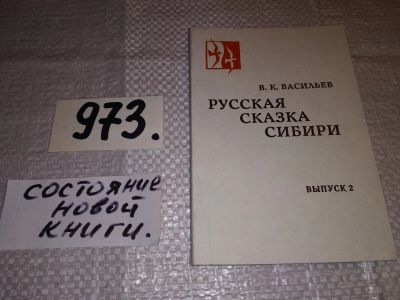 973.
СОСТОЯНИЕ
НОВОЙ
КНИГИ.
В. К. ВАСИЛЬЕВ
РУССКАЯ
СКАЗКА
СИБИРИ
ВЫПУСК 2